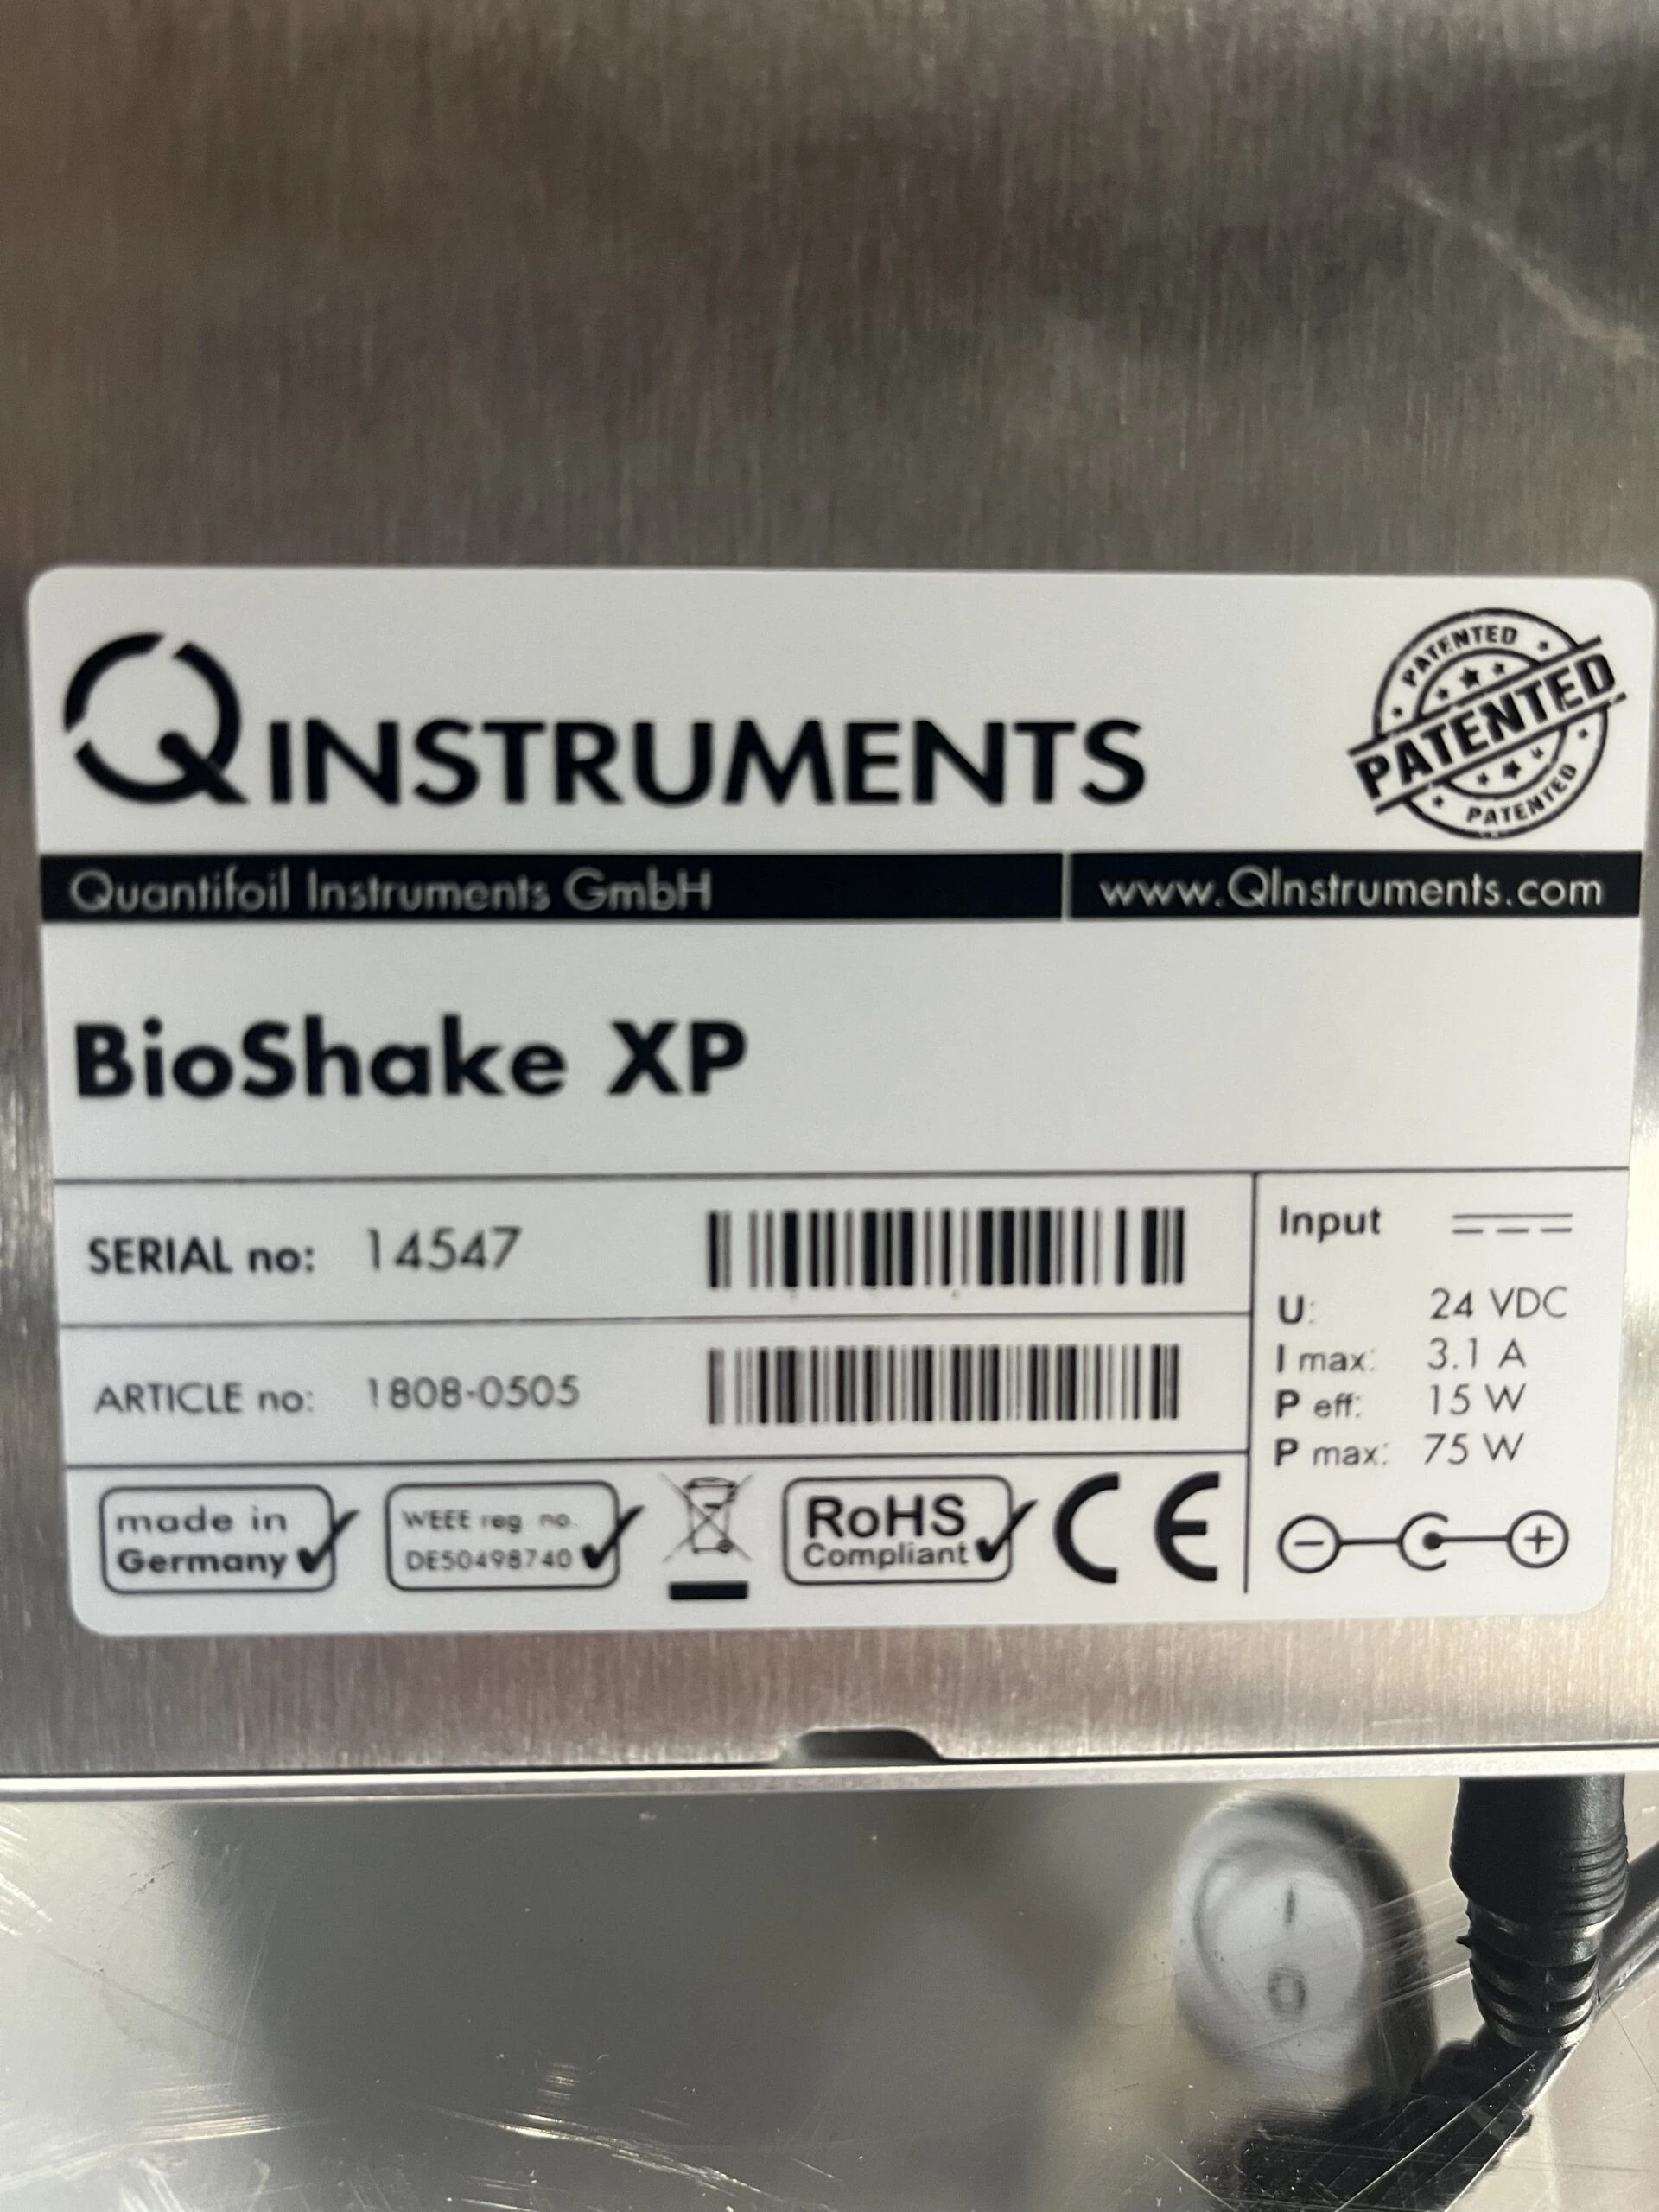 QINSTRUMENTS
PATENTED
PATENTED
PATENTED
Quantifoil Instruments GmbH
www.QInstruments.com
BioShake XP
SERIAL no: 14547
ARTICLE no: 1808-0505
Input
U: 24 VDC
I max: 3.1 A
P eff: 15 W
P max: 75 W
made in
Germany
WEEE reg no.
DE50498740
RoHS
Compliant
CE